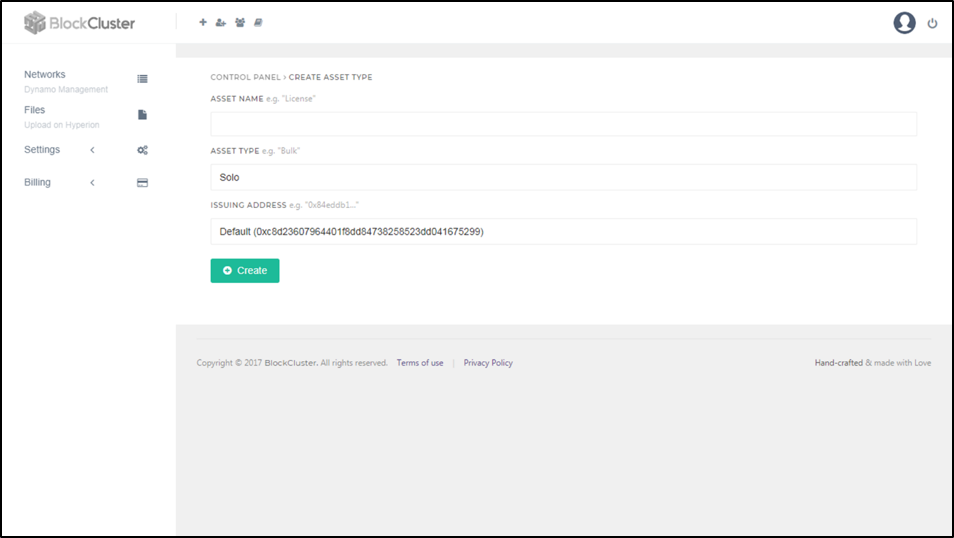 BlockCluster
Networks
Dynamo Management
Files
Upload on Hyperion
Settings
Billing
CONTROL PANEL > CREATE ASSET TYPE
ASSET NAME e.g. "License"
ASSET TYPE e.g. "Bulk"
Solo
ISSUING ADDRESS e.g. "0x84eddb1..."
Default (0xc8d23607964401f8dd84738258523dd041675299)
Create
Copyright © 2017 BlockCluster. All rights reserved. Terms of use | Privacy Policy
Hand-crafted & made with Love